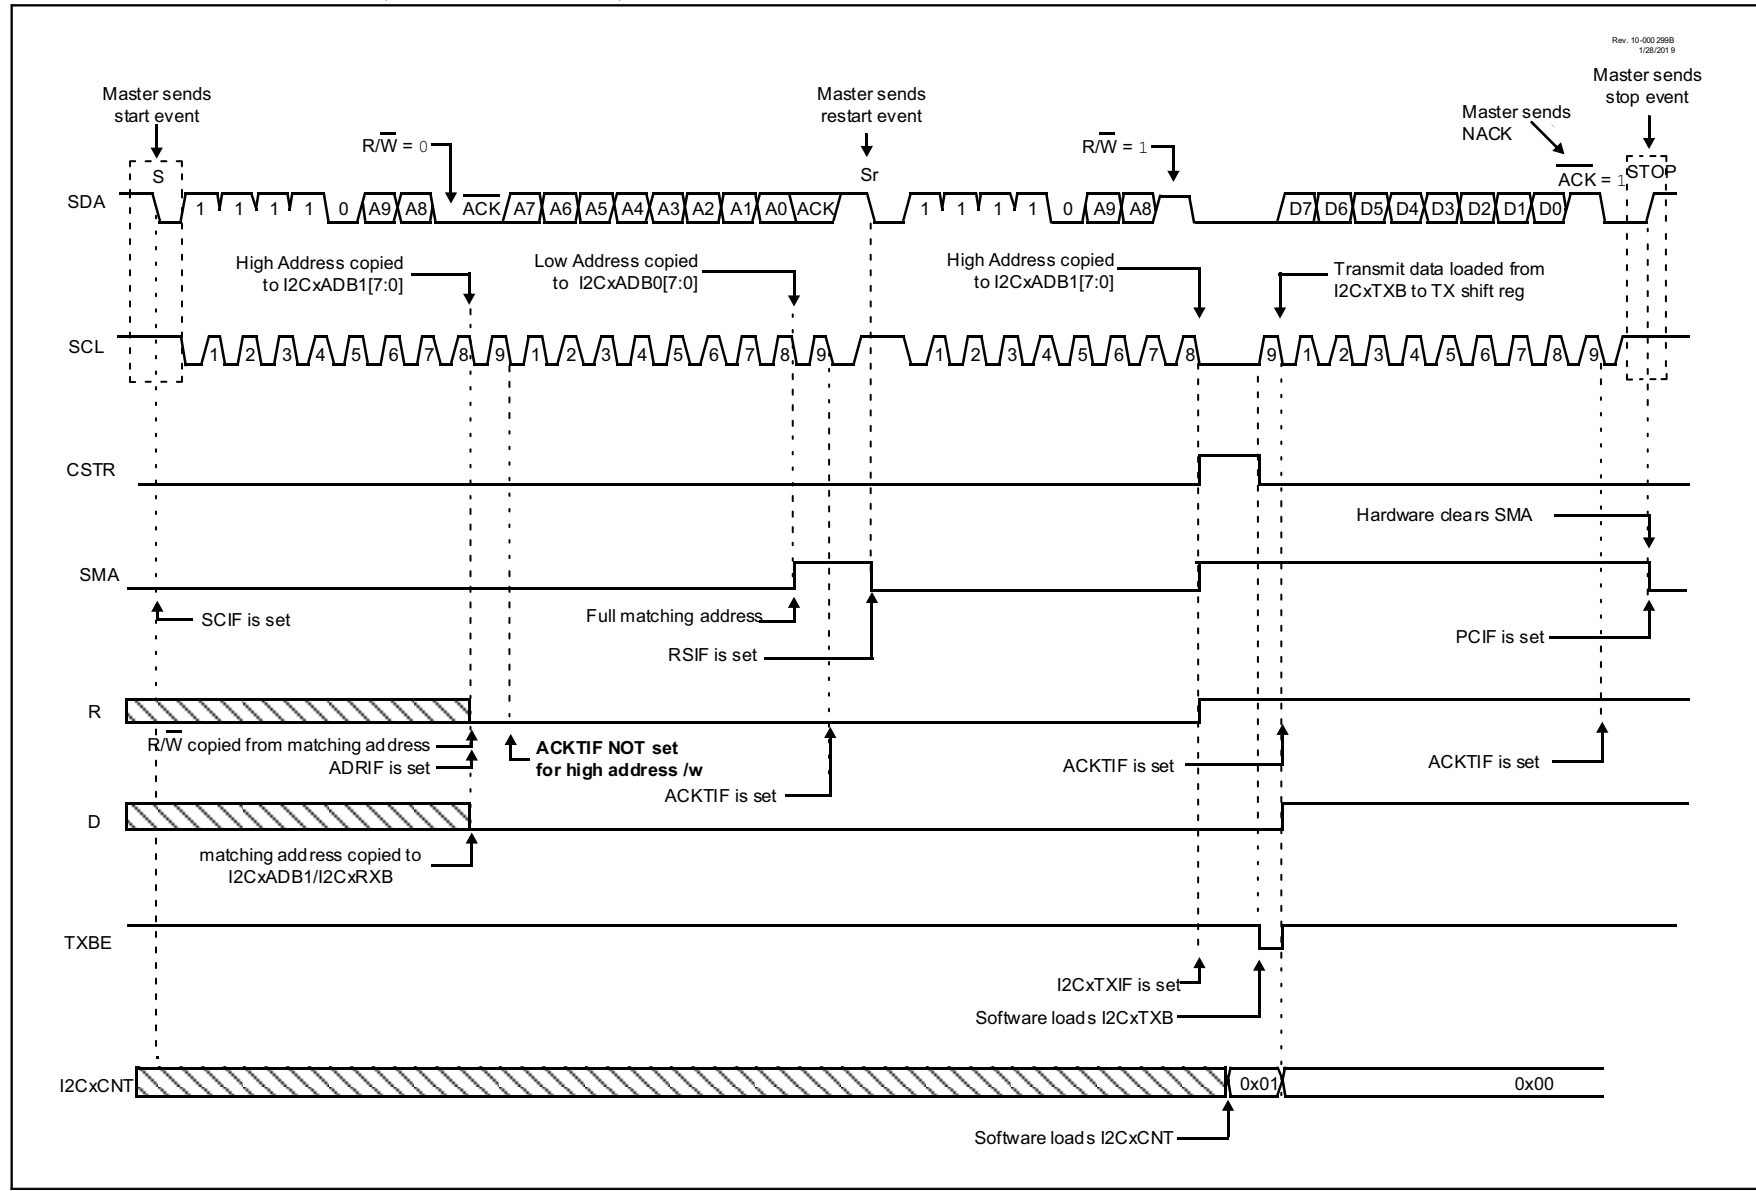 Rev. 10-000 299B
1/28/201 9
Master sends
start event
Master sends
restart event
Master sends
stop event
Master sends
NACK
R/W = 0
R/W = 1
S
Sr
ACK = 1
STOP
SDA
1 1 1 1 0 A9 A8 ACK A7 A6 A5 A4 A3 A2 A1 A0 ACK 1 1 1 1 0 A9 A8 D7 D6 D5 D4 D3 D2 D1 D0
High Address copied
to I2CxADB1[7:0]
Low Address copied
to I2CxADB0[7:0]
High Address copied
to I2CxADB1[7:0]
Transmit data loaded from
I2CxTXB to TX shift reg
SCL
1 2 3 4 5 6 7 8 9 1 2 3 4 5 6 7 8 9 1 2 3 4 5 6 7 8 9 1 2 3 4 5 6 7 8 9
CSTR
Hardware clears SMA
SMA
SCIF is set
Full matching address
RSIF is set
PCIF is set
R
R/W copied from matching address
ADRIF is set
ACKTIF NOT set
for high address /w
ACKTIF is set
ACKTIF is set
ACKTIF is set
D
matching address copied to
I2CxADB1/I2CxRXB
TXBE
I2CxTXIF is set
Software loads I2CxTXB
I2CxCNT
0x01
0x00
Software loads I2CxCNT